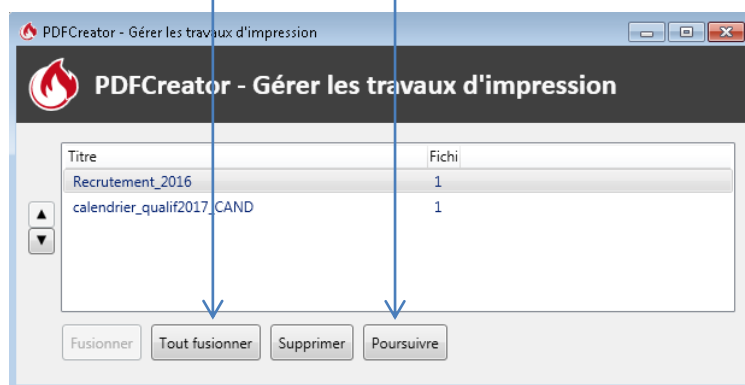 PDFCreator - Gérer les travaux d'impression
PDFCreator - Gérer les travaux d'impression
Titre Fichi
Recrutement_2016 1
calendrier_qualif2017_CAND 1
Fusionner Tout fusionner Supprimer Poursuivre